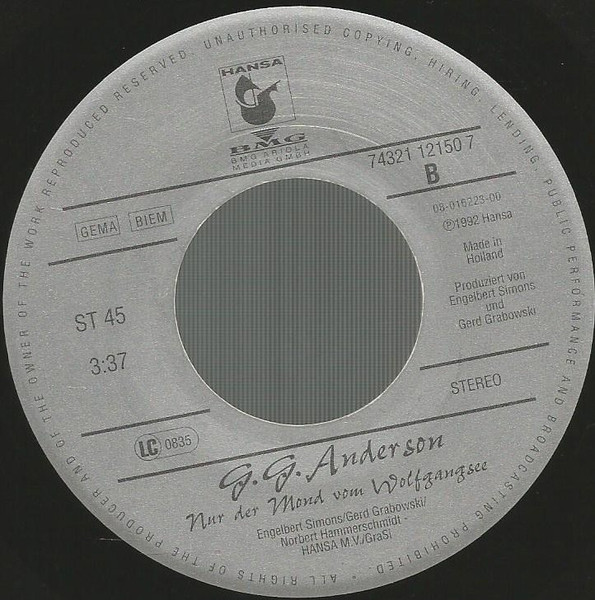 ALL RIGHTS OF THE PRODUCER AND OF THE OWNER OF THE WORK REPRODUCED RESERVED. UNAUTHORISED COPYING, HIRING, LENDING, PUBLIC PERFORMANCE AND BROADCASTING PROHIBITED.
HANSA
BMG
BMG ARIOLA
MEDIA GMBH
74321 12150 7
B
GEMA BIEM
08-016223-00
℗1992 Hansa
Made in
Holland
Produziert von
Engelbert Simons
und
Gerd Grabowski
ST 45
3:37
STEREO
LC 0835
G.G. Anderson
Nur der Mond vom Wolfgangsee
Engelbert Simons/Gerd Grabowski/
Norbert Hammerschmidt -
HANSA M.V./GraSi